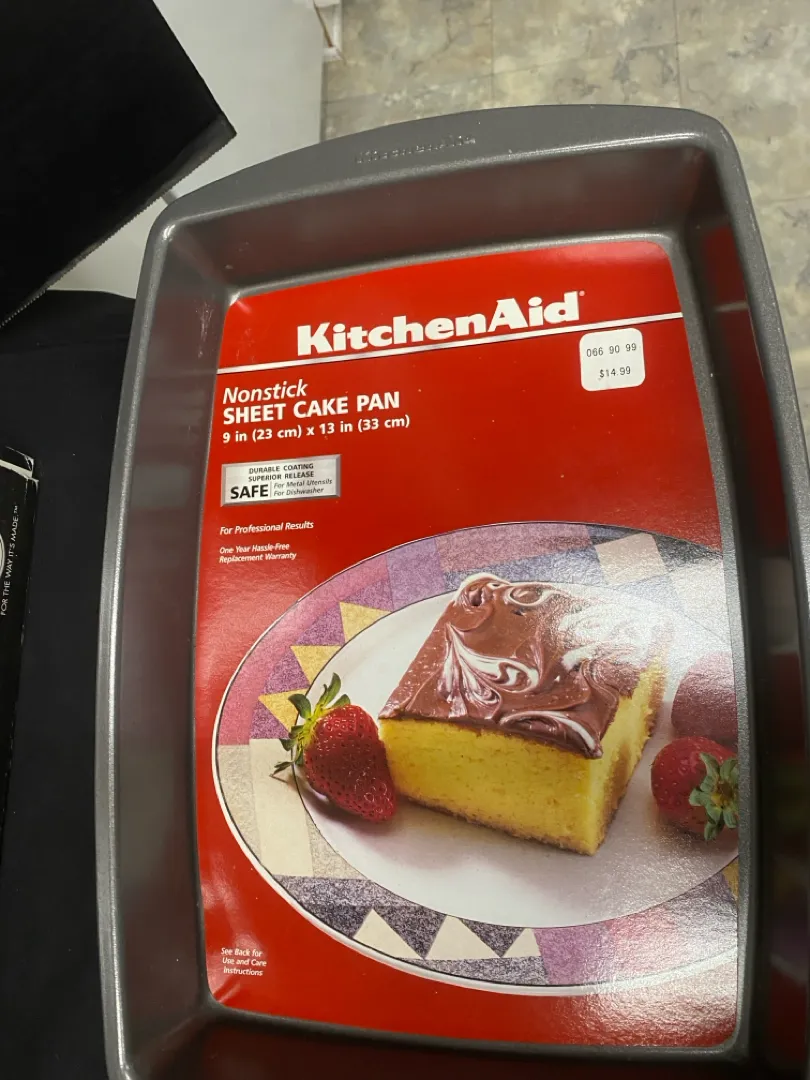 KitchenAid
KitchenAid®
066 90 99
$14.99
Nonstick
SHEET CAKE PAN
9 in (23 cm) x 13 in (33 cm)
DURABLE COATING
SUPERIOR RELEASE
SAFE
For Metal Utensils
For Dishwasher
For Professional Results
One Year Hassle-Free
Replacement Warranty
See Back for
Use and Care
Instructions
FOR THE WAY IT'S MADE.™